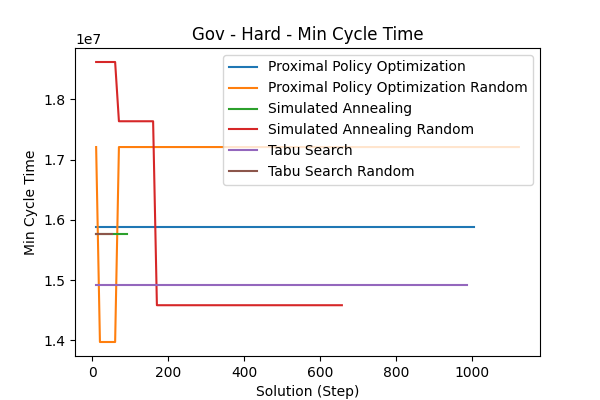 Gov - Hard - Min Cycle Time
1e7
Proximal Policy Optimization
Proximal Policy Optimization Random
Simulated Annealing
Simulated Annealing Random
Tabu Search
Tabu Search Random
Min Cycle Time
1.8
1.7
1.6
1.5
1.4
0 200 400 600 800 1000
Solution (Step)